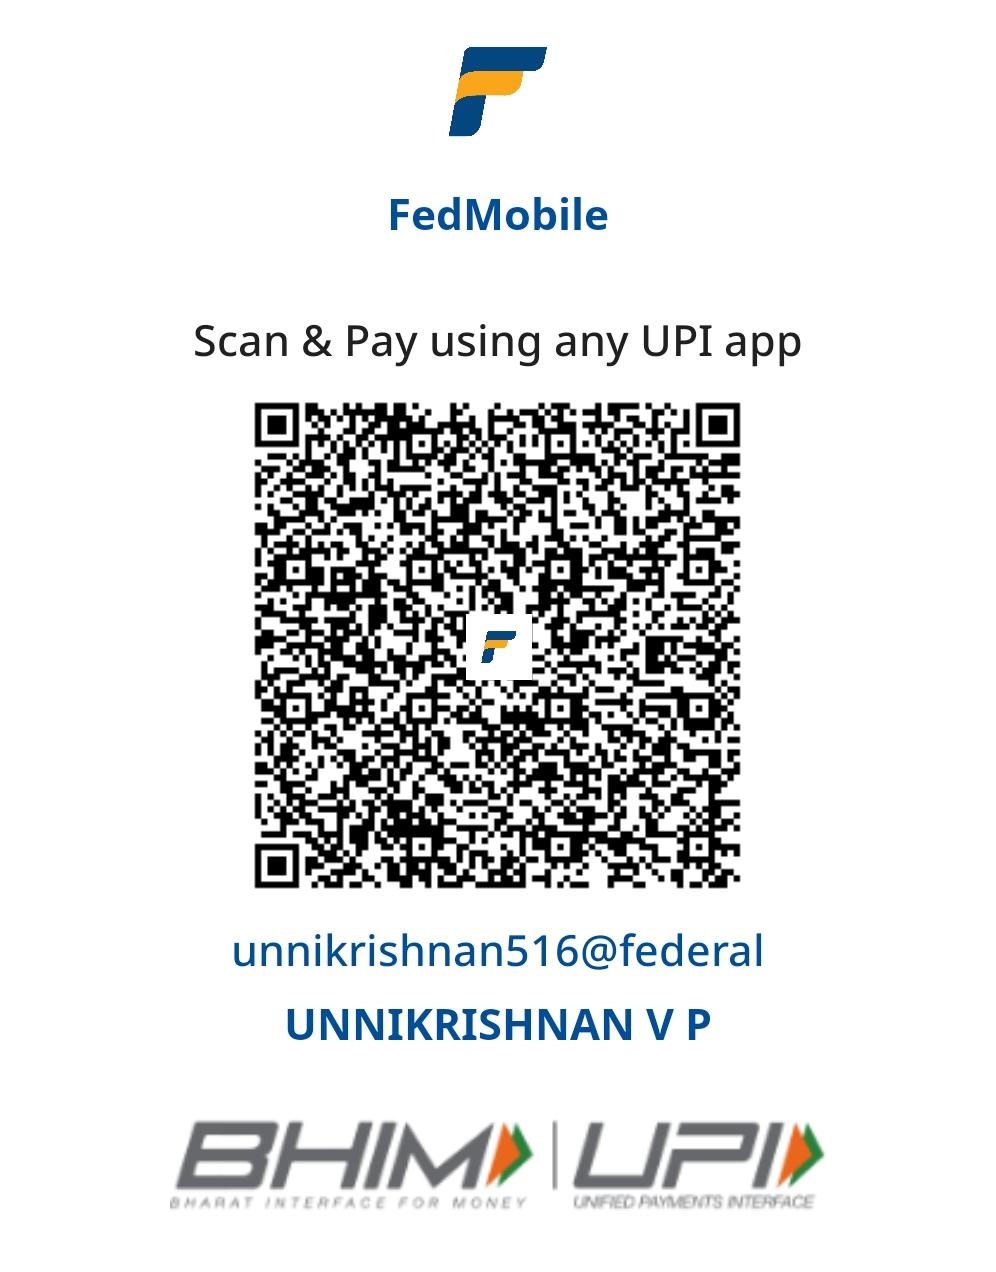 FedMobile
Scan & Pay using any UPI app
unnikrishnan516@federal
UNNIKRISHNAN V P
BHIM UPI
BHARAT INTERFACE FOR MONEY UNIFIED PAYMENTS INTERFACE